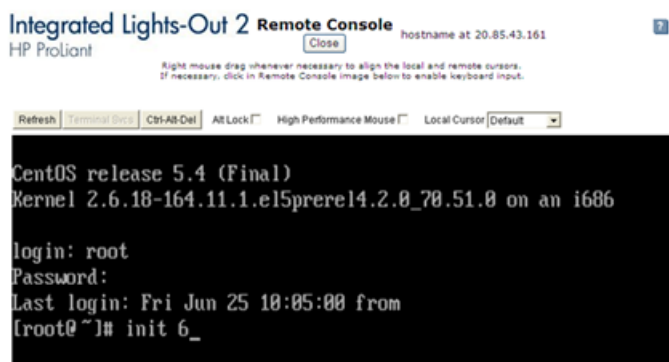 Integrated Lights-Out 2 Remote Console hostname at 20.85.43.161 ?
HP ProLiant Close
Right mouse drag whenever necessary to align the local and remote cursors.
If necessary, click in Remote Console image below to enable keyboard input.
Refresh Terminal Svcs Ctrl-Alt-Del Alt Lock High Performance Mouse Local Cursor Default
CentOS release 5.4 (Final)
Kernel 2.6.18-164.11.1.el5prerel4.2.0_70.51.0 on an i686
login: root
Password:
Last login: Fri Jun 25 10:05:00 from
[root@ ~]# init 6_